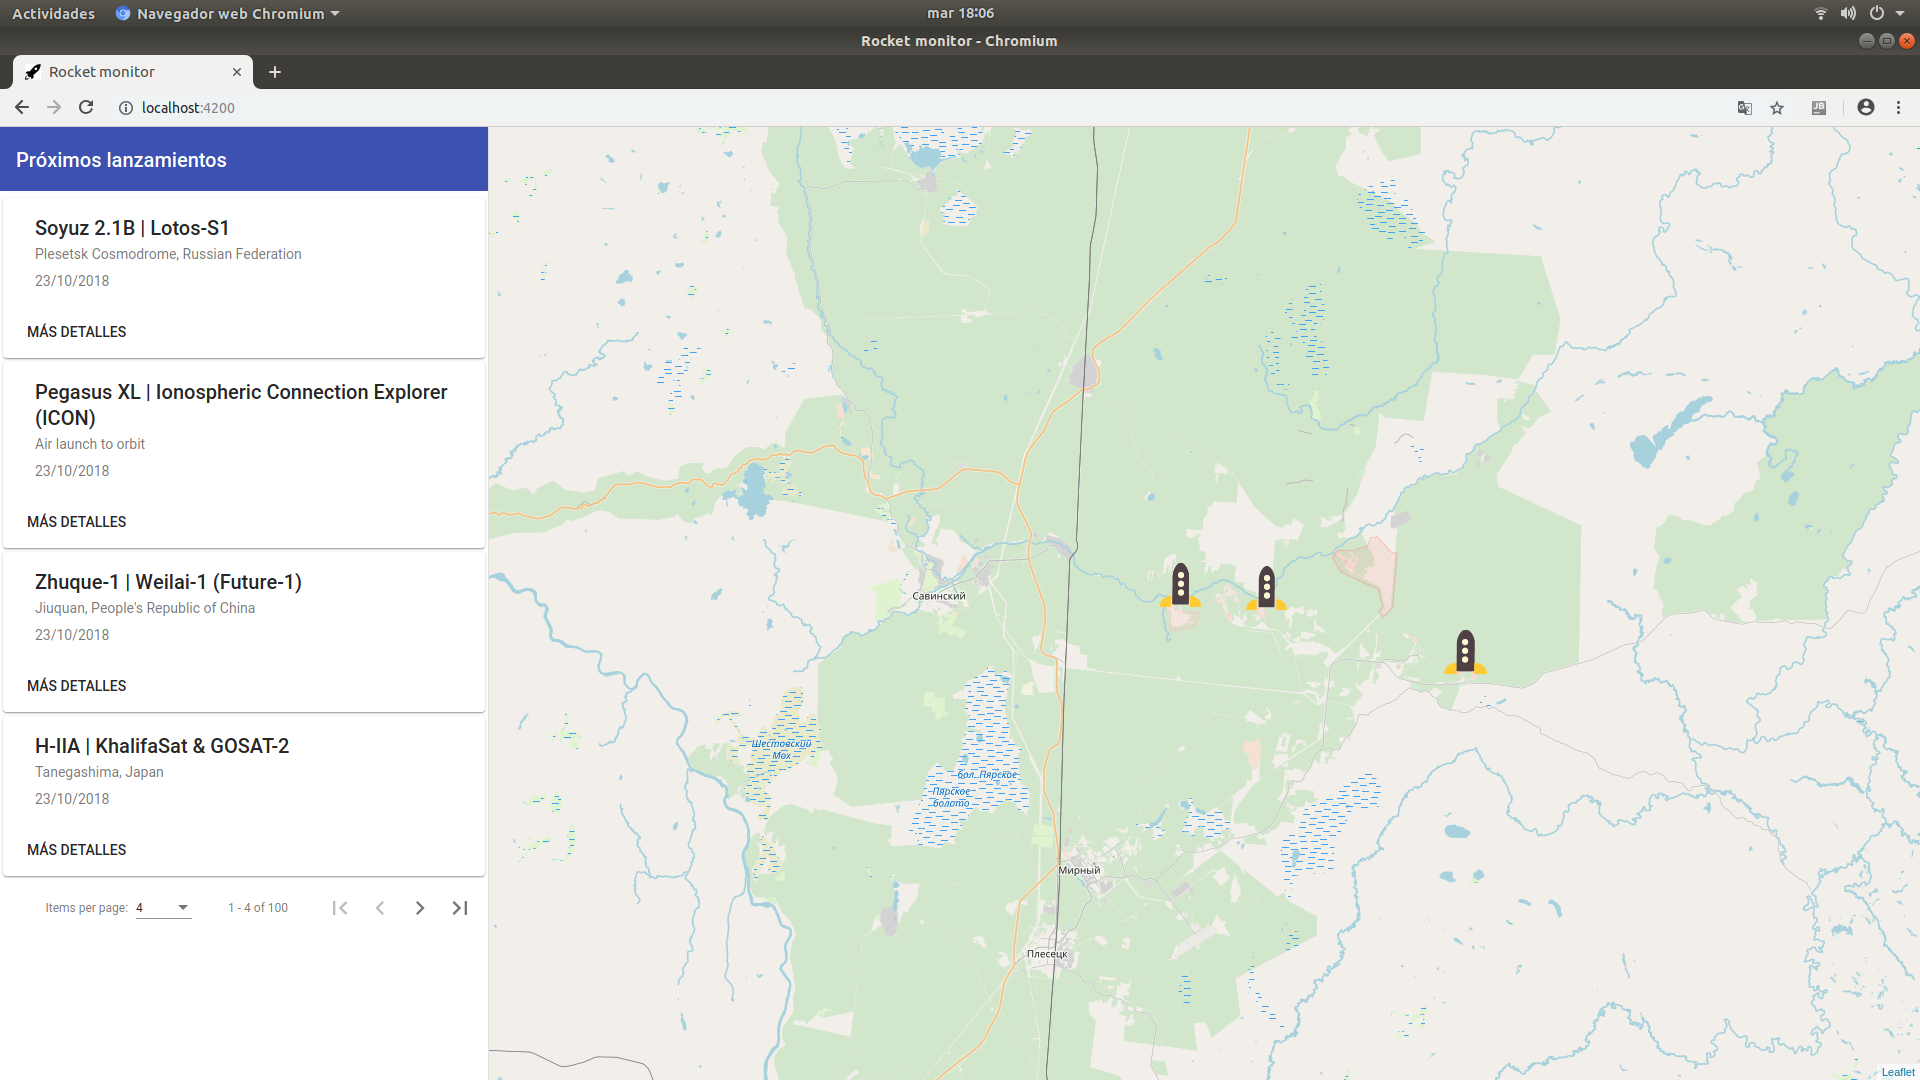 Actividades
Navegador web Chromium
mar 18:06
Rocket monitor - Chromium
Rocket monitor
localhost:4200
JB
Próximos lanzamientos
Soyuz 2.1B | Lotos-S1
Plesetsk Cosmodrome, Russian Federation
23/10/2018
MÁS DETALLES
Pegasus XL | Ionospheric Connection Explorer
(ICON)
Air launch to orbit
23/10/2018
MÁS DETALLES
Zhuque-1 | Weilai-1 (Future-1)
Jiuquan, People's Republic of China
23/10/2018
MÁS DETALLES
H-IIA | KhalifaSat & GOSAT-2
Tanegashima, Japan
23/10/2018
MÁS DETALLES
Items per page: 4
1 - 4 of 100
Савинский
Шестовский
Мох
бол. Пярское
Пярское
болото
Мирный
Плесецк
Leaflet